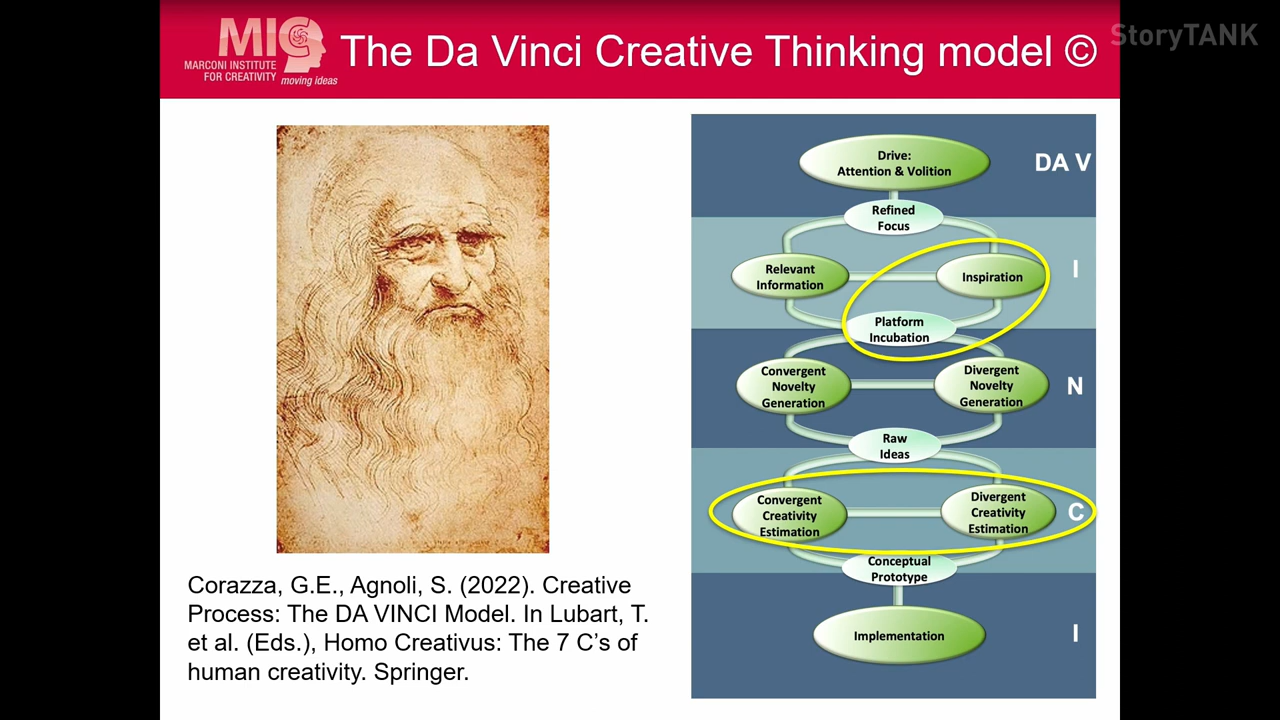 StoryTANK
MIC
MARCONI INSTITUTE
FOR CREATIVITY
moving ideas
The Da Vinci Creative Thinking model ©
Drive:
Attention & Volition
DA V
Refined
Focus
Relevant
Information
Inspiration
I
Platform
Incubation
Convergent
Novelty
Generation
Divergent
Novelty
Generation
N
Raw
Ideas
Convergent
Creativity
Estimation
Divergent
Creativity
Estimation
C
Conceptual
Prototype
Implementation
I
Corazza, G.E., Agnoli, S. (2022). Creative
Process: The DA VINCI Model. In Lubart, T.
et al. (Eds.), Homo Creativus: The 7 C’s of
human creativity. Springer.